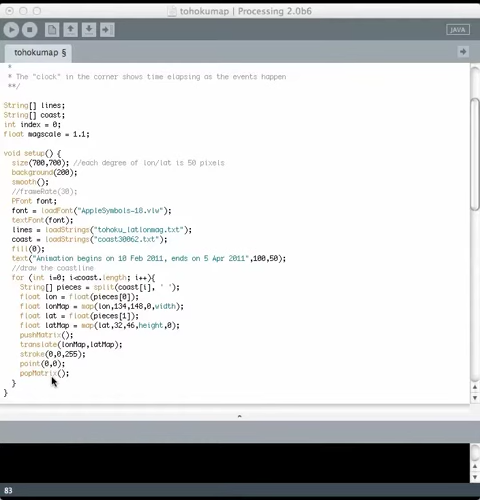 tohokumap | Processing 2.0b6
JAVA
tohokumap §
*
* The "clock" in the corner shows time elapsing as the events happen
**/
String[] lines;
String[] coast;
int index = 0;
float magscale = 1.1;
void setup() {
size(700,700); //each degree of lon/lat is 50 pixels
background(200);
smooth();
//frameRate(30);
PFont font;
font = loadFont("AppleSymbols-18.vlw");
textFont(font);
lines = loadStrings("tohoku_latlonmag.txt");
coast = loadStrings("coast30062.txt");
fill(0);
text("Animation begins on 10 Feb 2011, ends on 5 Apr 2011",100,50);
//draw the coastline
for (int i=0; i<coast.length; i++){
String[] pieces = split(coast[i], ' ');
float lon = float(pieces[0]);
float lonMap = map(lon,134,148,0,width);
float lat = float(pieces[1]);
float latMap = map(lat,32,46,height,0);
pushMatrix();
translate(lonMap,latMap);
stroke(0,0,255);
point(0,0);
popMatrix();
}
}
83